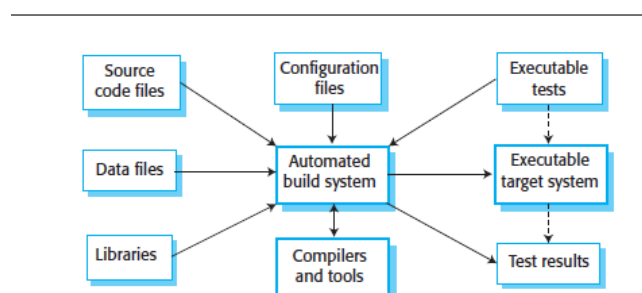 Source
code files
Configuration
files
Executable
tests
Data files
Automated
build system
Executable
target system
Libraries
Compilers
and tools
Test results